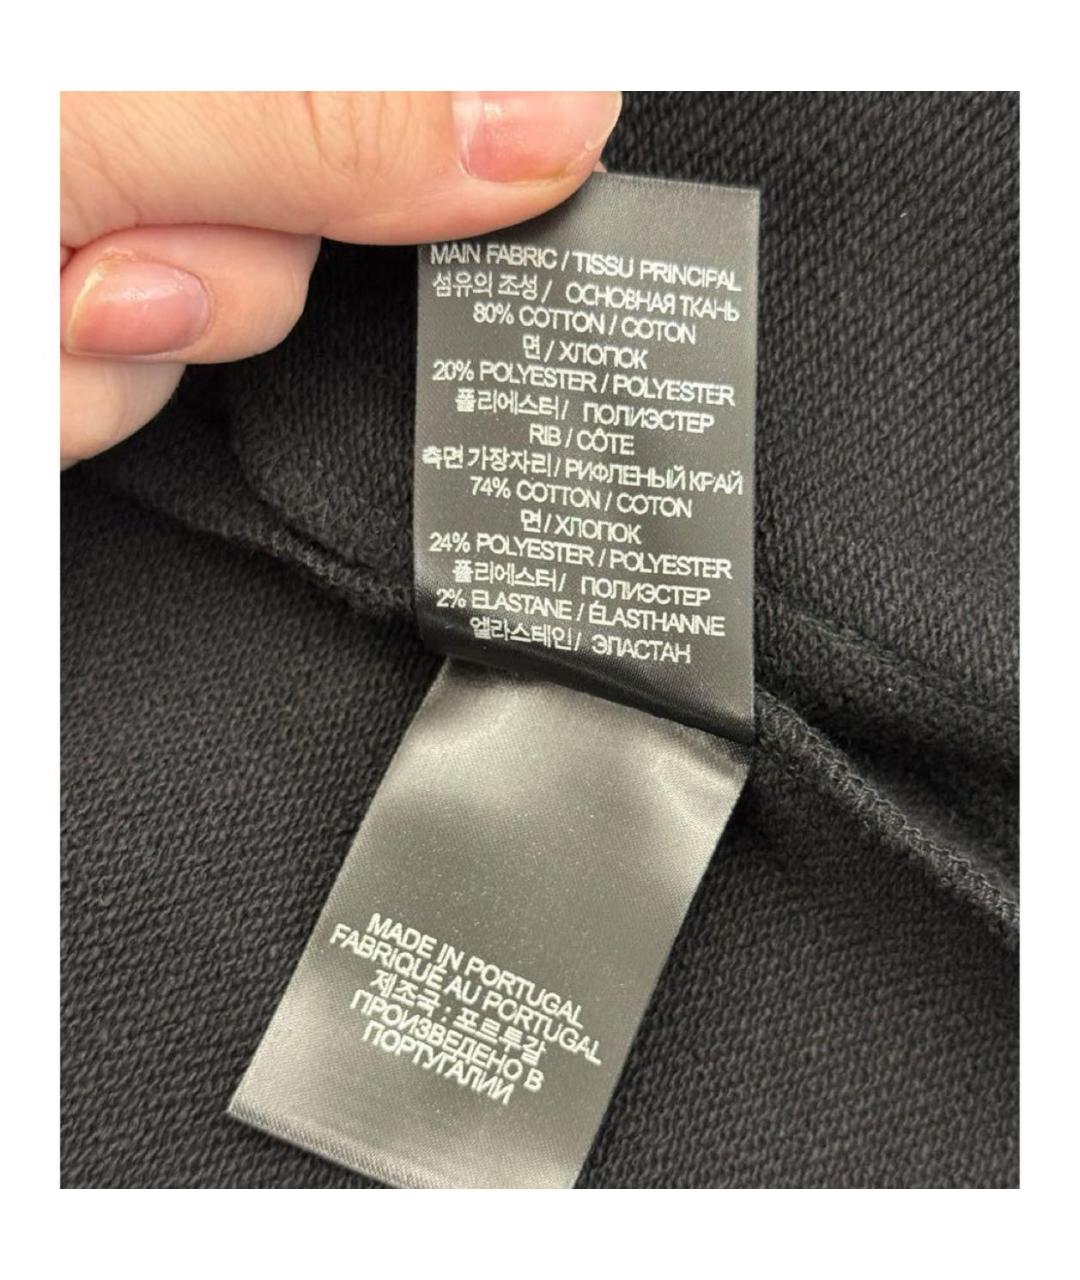 MAIN FABRIC / TISSU PRINCIPAL
섬유의 조성 / ОСНОВНАЯ ТКАНЬ
80% COTTON / COTON
면 / ХЛОПОК
20% POLYESTER / POLYESTER
폴리에스터 / ПОЛИЭСТЕР
RIB / CÔTE
측면 가장자리 / РИФЛЕНЫЙ КРАЙ
74% COTTON / COTON
면 / ХЛОПОК
24% POLYESTER / POLYESTER
폴리에스터 / ПОЛИЭСТЕР
2% ELASTANE / ÉLASTHANNE
엘라스테인 / ЭЛАСТАН
MADE IN PORTUGAL
FABRIQUÉ AU PORTUGAL
제조국 : 포르투갈
ПРОИЗВЕДЕНО В
ПОРТУГАЛИИ